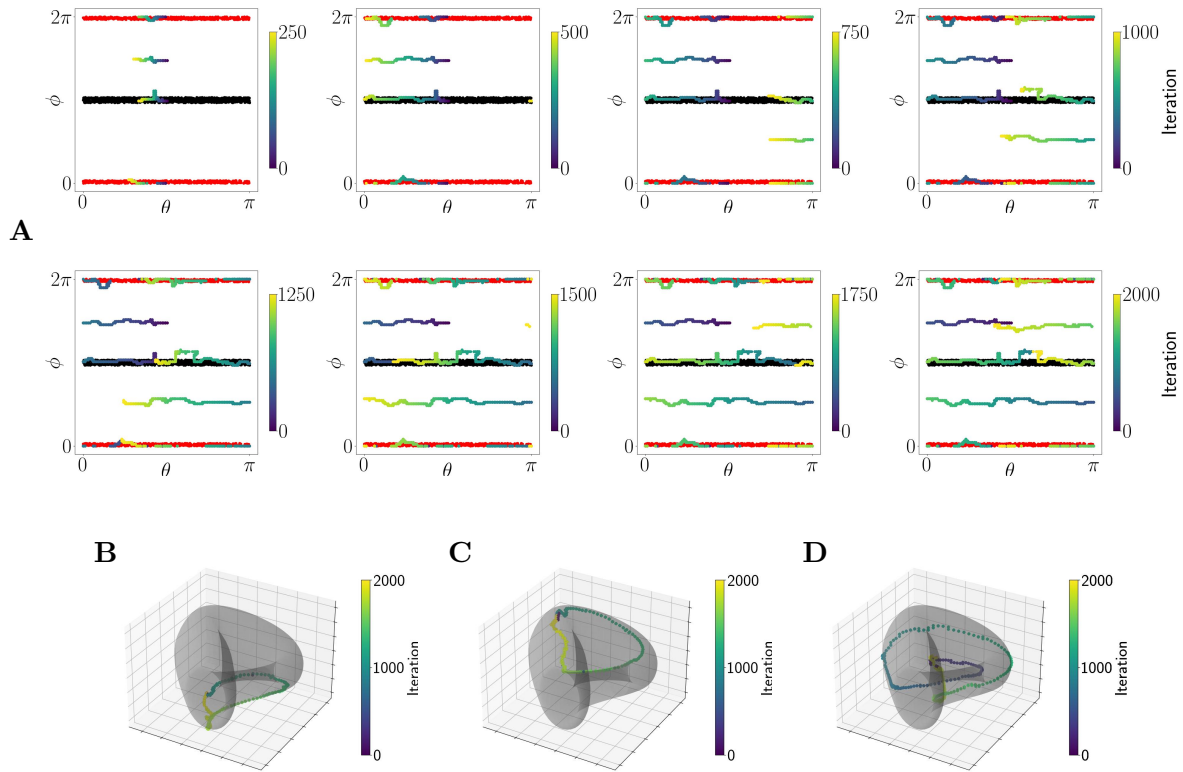 2π 250 2π 500 2π 750 2π 1000
ϕ ϕ ϕ ϕ Iteration
0 0 0 0 0 0 0 0
0 θ π 0 θ π 0 θ π 0 θ π
A
2π 1250 2π 1500 2π 1750 2π 2000
ϕ ϕ ϕ ϕ Iteration
0 0 0 0 0 0 0 0
0 θ π 0 θ π 0 θ π 0 θ π
B C D
2000 2000 2000
1000 1000 1000
Iteration Iteration Iteration
0 0 0